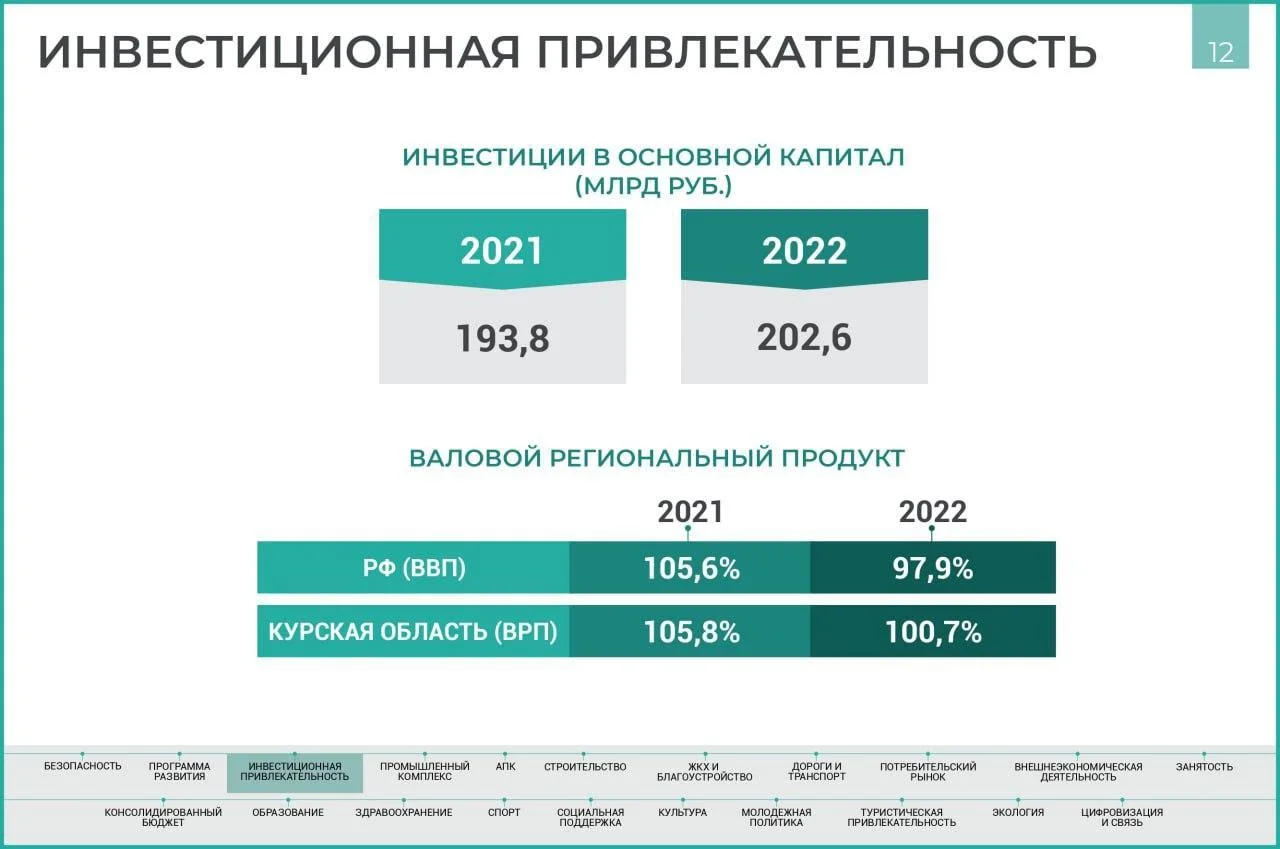 ИНВЕСТИЦИОННАЯ ПРИВЛЕКАТЕЛЬНОСТЬ
12
ИНВЕСТИЦИИ В ОСНОВНОЙ КАПИТАЛ
(МЛРД РУБ.)
2021 2022
193,8 202,6
ВАЛОВОЙ РЕГИОНАЛЬНЫЙ ПРОДУКТ
2021 2022
РФ (ВВП) 105,6% 97,9%
КУРСКАЯ ОБЛАСТЬ (ВРП) 105,8% 100,7%
БЕЗОПАСНОСТЬ
ПРОГРАММА
РАЗВИТИЯ
ИНВЕСТИЦИОННАЯ
ПРИВЛЕКАТЕЛЬНОСТЬ
ПРОМЫШЛЕННЫЙ
КОМПЛЕКС
АПК
СТРОИТЕЛЬСТВО
ЖКХ И
БЛАГОУСТРОЙСТВО
ДОРОГИ И
ТРАНСПОРТ
ПОТРЕБИТЕЛЬСКИЙ
РЫНОК
ВНЕШНЕЭКОНОМИЧЕСКАЯ
ДЕЯТЕЛЬНОСТЬ
ЗАНЯТОСТЬ
КОНСОЛИДИРОВАННЫЙ
БЮДЖЕТ
ОБРАЗОВАНИЕ
ЗДРАВООХРАНЕНИЕ
СПОРТ
СОЦИАЛЬНАЯ
ПОДДЕРЖКА
КУЛЬТУРА
МОЛОДЕЖНАЯ
ПОЛИТИКА
ТУРИСТИЧЕСКАЯ
ПРИВЛЕКАТЕЛЬНОСТЬ
ЭКОЛОГИЯ
ЦИФРОВИЗАЦИЯ
И СВЯЗЬ